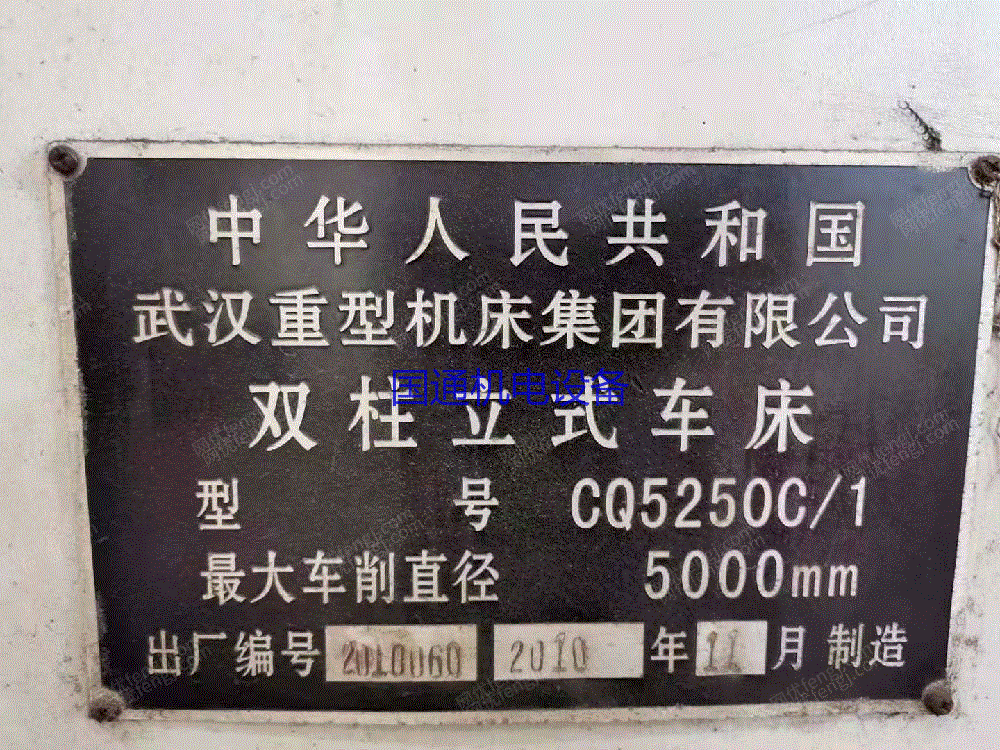 中华人民共和国
武汉重型机床集团有限公司
国通机电设备
双柱立式车床
型 号 CQ5250C/1
最大车削直径 5000mm
出厂编号 2010060 2010 年 11 月 制造